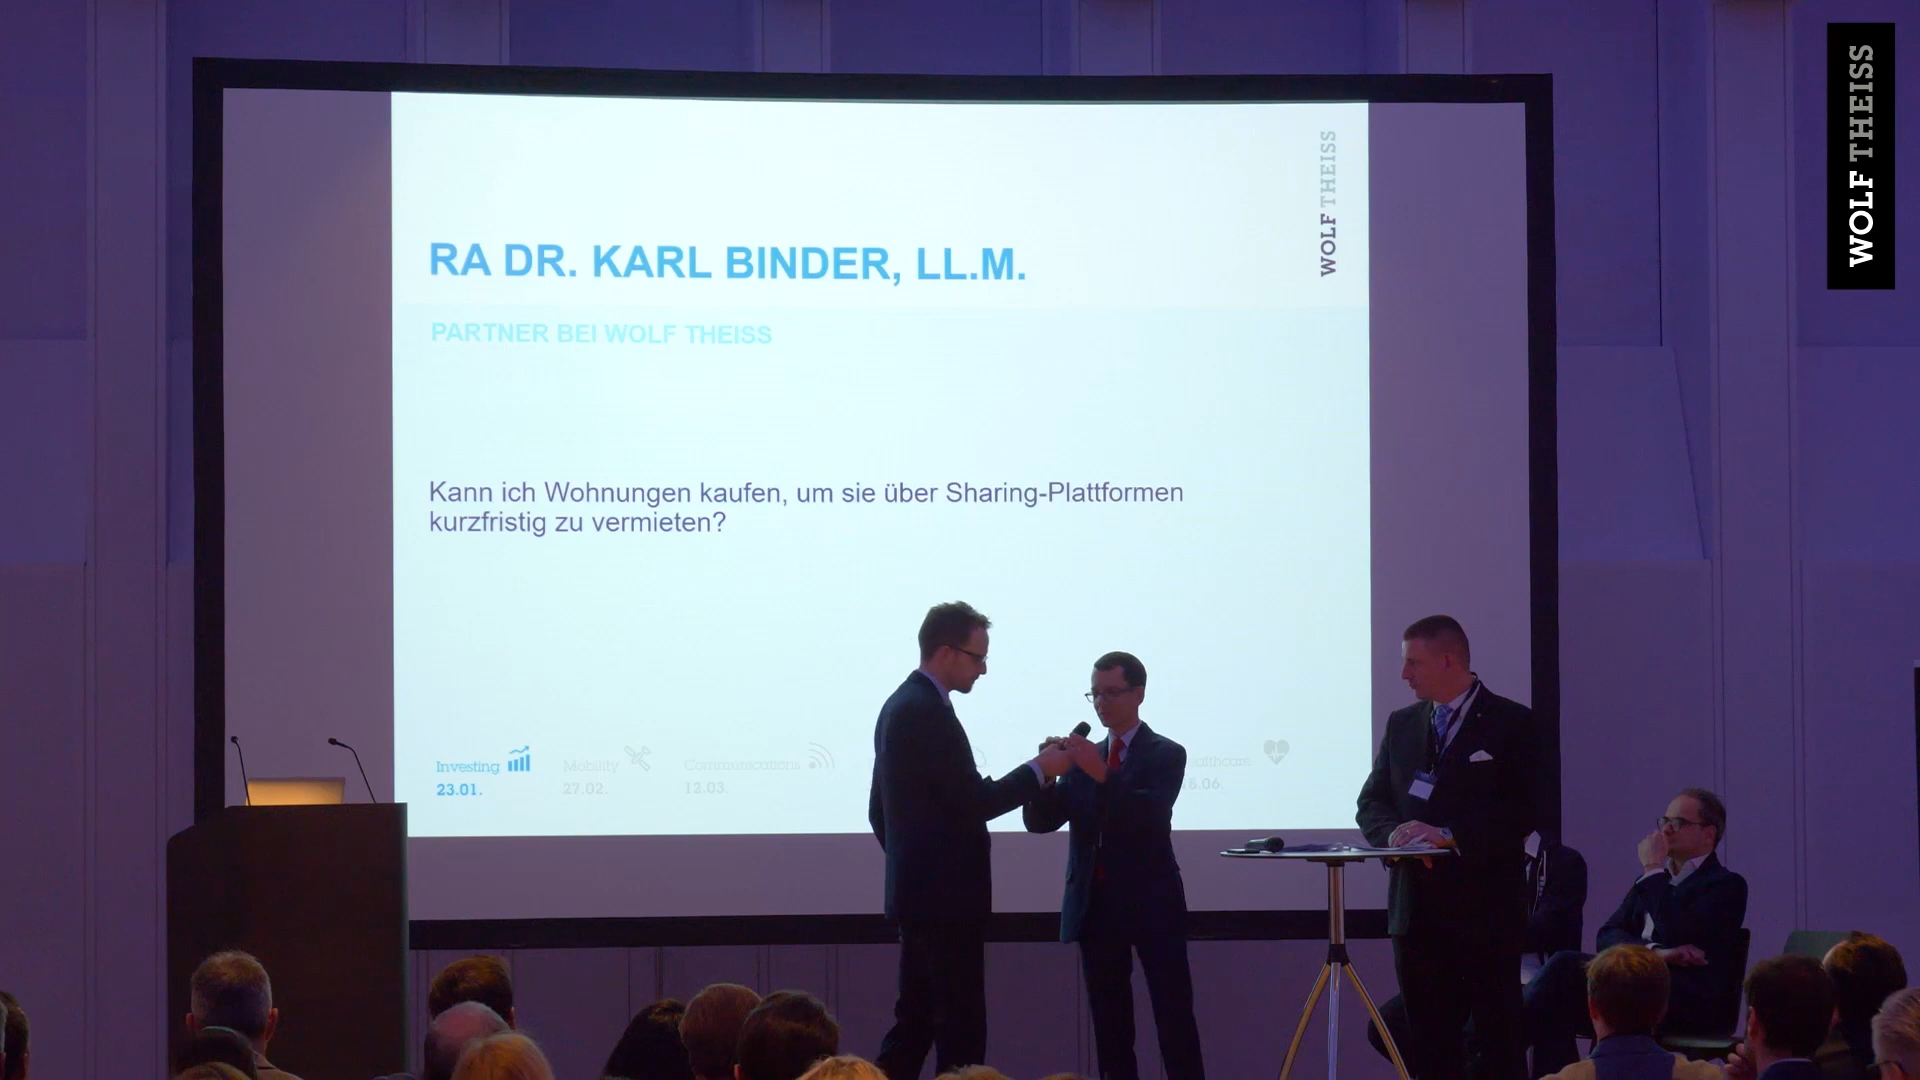 WOLF THEISS
WOLF THEISS
RA DR. KARL BINDER, LL.M.
PARTNER BEI WOLF THEISS
Kann ich Wohnungen kaufen, um sie über Sharing-Plattformen
kurzfristig zu vermieten?
Investing
23.01.
Mobility
27.02.
Communications
12.03.